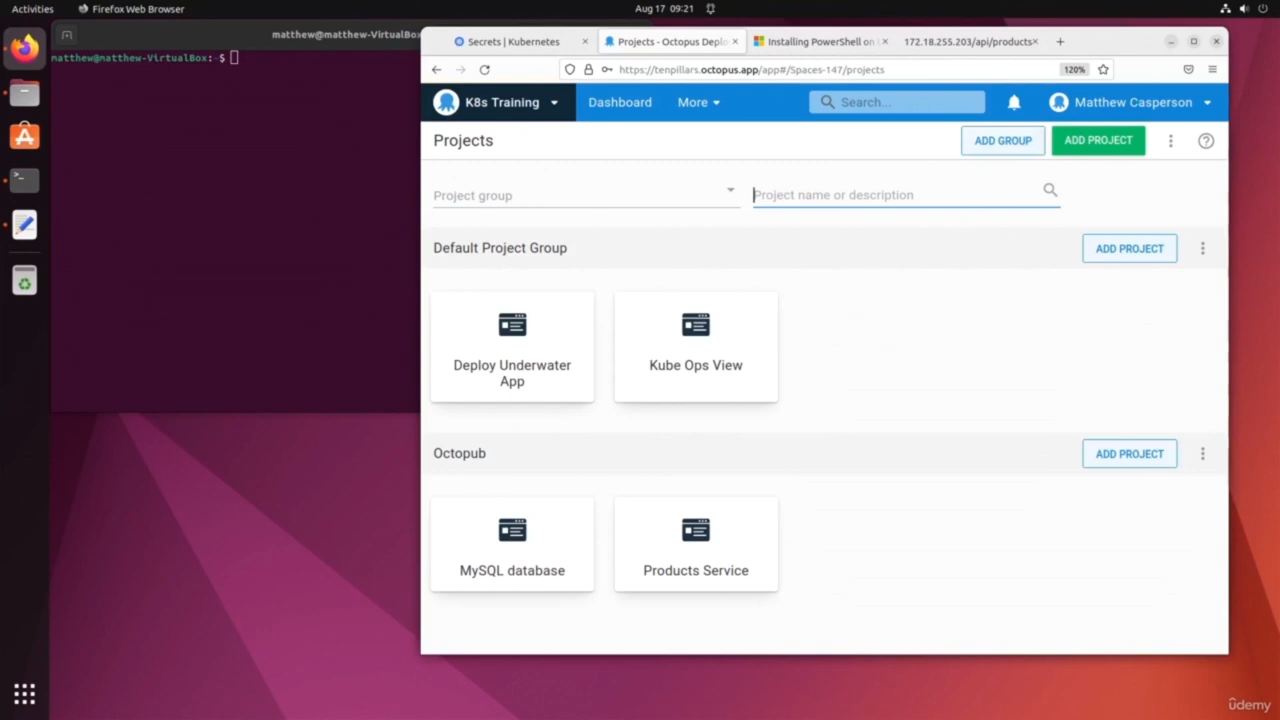 Activities
Firefox Web Browser
Aug 17 09:21
matthew@matthew-VirtualBox
matthew@matthew-VirtualBox:~$
Secrets | Kubernetes
Projects - Octopus Deplo
Installing PowerShell on
172.18.255.203/api/products
https://tenpillars.octopus.app/app#/Spaces-147/projects
120%
K8s Training
Dashboard
More
Search...
Matthew Casperson
Projects
ADD GROUP
ADD PROJECT
Project group
Project name or description
Default Project Group
ADD PROJECT
Deploy Underwater
App
Kube Ops View
Octopub
ADD PROJECT
MySQL database
Products Service
ûdemy